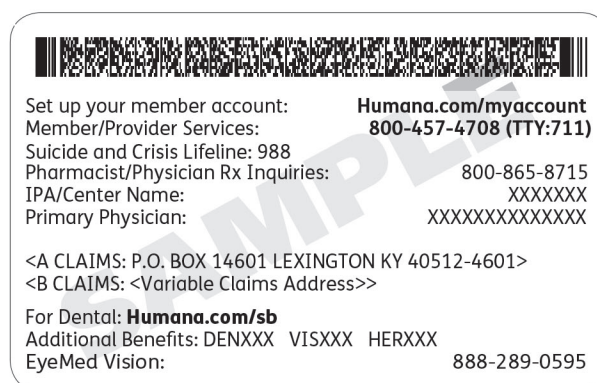 Set up your member account: Humana.com/myaccount
Member/Provider Services: 800-457-4708 (TTY:711)
Suicide and Crisis Lifeline: 988
Pharmacist/Physician Rx Inquiries: 800-865-8715
IPA/Center Name: XXXXXXX
Primary Physician: XXXXXXXXXXXXXX
<A CLAIMS: P.O. BOX 14601 LEXINGTON KY 40512-4601>
<B CLAIMS: <Variable Claims Address>>
For Dental: Humana.com/sb
Additional Benefits: DENXXX VISXXX HERXXX
EyeMed Vision: 888-289-0595
SAMPLE